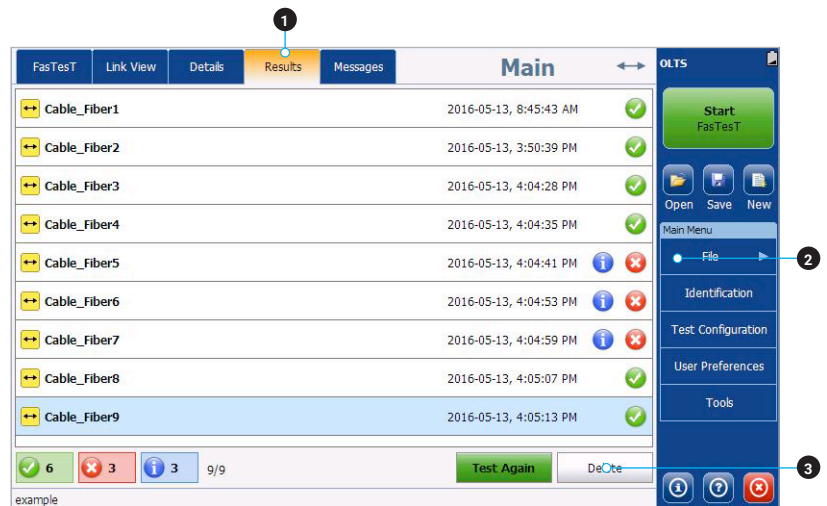 1
FasTesT Link View Details Results Messages Main OLTS
Cable_Fiber1 2016-05-13, 8:45:43 AM
Cable_Fiber2 2016-05-13, 3:50:39 PM
Cable_Fiber3 2016-05-13, 4:04:28 PM
Cable_Fiber4 2016-05-13, 4:04:35 PM
Cable_Fiber5 2016-05-13, 4:04:41 PM
Cable_Fiber6 2016-05-13, 4:04:53 PM
Cable_Fiber7 2016-05-13, 4:04:59 PM
Cable_Fiber8 2016-05-13, 4:05:07 PM
Cable_Fiber9 2016-05-13, 4:05:13 PM
6 3 3 9/9 Test Again Delete
example
Start
FasTesT
Open Save New
Main Menu
File
2
Identification
Test Configuration
User Preferences
Tools
3